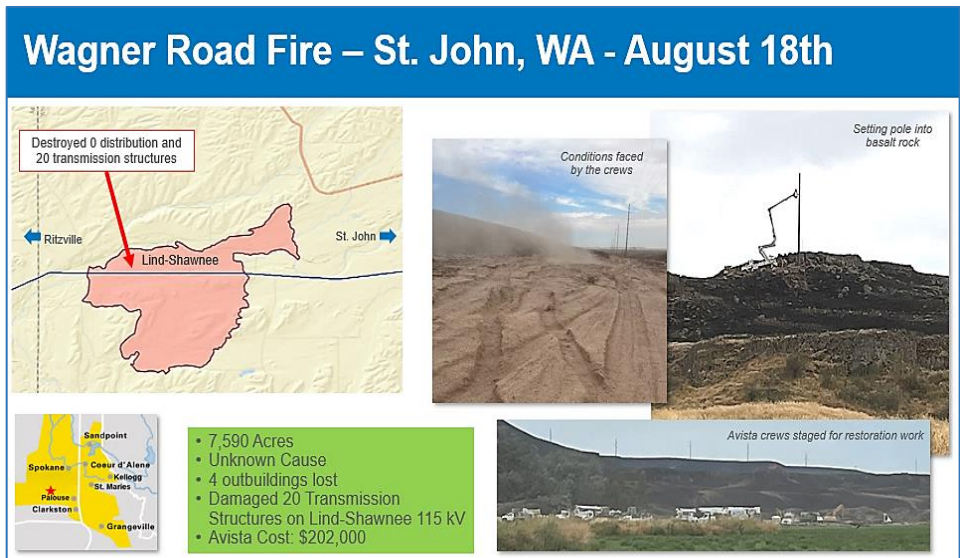 Wagner Road Fire – St. John, WA - August 18th
Destroyed 0 distribution and
20 transmission structures
Ritzville
St. John
Lind-Shawnee
Conditions faced
by the crews
Setting pole into
basalt rock
Sandpoint
Spokane
Coeur d'Alene
Kellogg
St. Maries
Palouse
Clarkston
Grangeville
• 7,590 Acres
• Unknown Cause
• 4 outbuildings lost
• Damaged 20 Transmission
Structures on Lind-Shawnee 115 kV
• Avista Cost: $202,000
Avista crews staged for restoration work